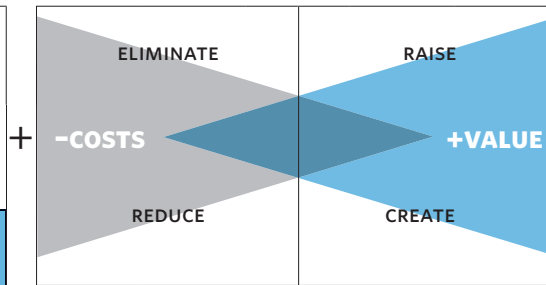 ELIMINATE RAISE
+ -COSTS +VALUE
REDUCE CREATE